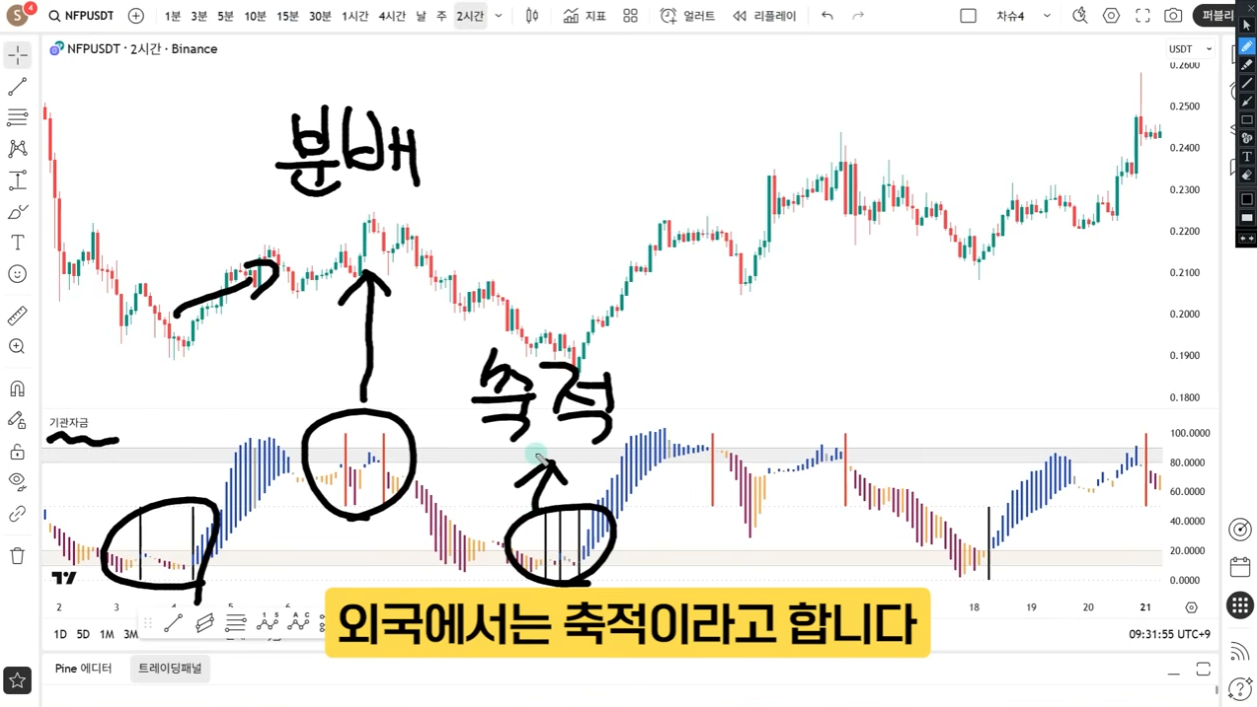 S 4 NFPUSDT 1분 3분 5분 10분 15분 30분 1시간 4시간 날 주 2시간 지표 얼러트 리플레이 차슈4 퍼블리
NFPUSDT · 2시간 · Binance
USDT
0.2600
0.2500
0.2400
0.2300
0.2200
0.2100
0.2000
0.1900
0.1800
분배
축적
기관자금
100.0000
80.0000
60.0000
40.0000
20.0000
0.0000
2 3 4 5 18 19 20 21
1D 5D 1M 3M
09:31:55 UTC+9
외국에서는 축적이라고 합니다
Pine 에디터 트레이딩패널